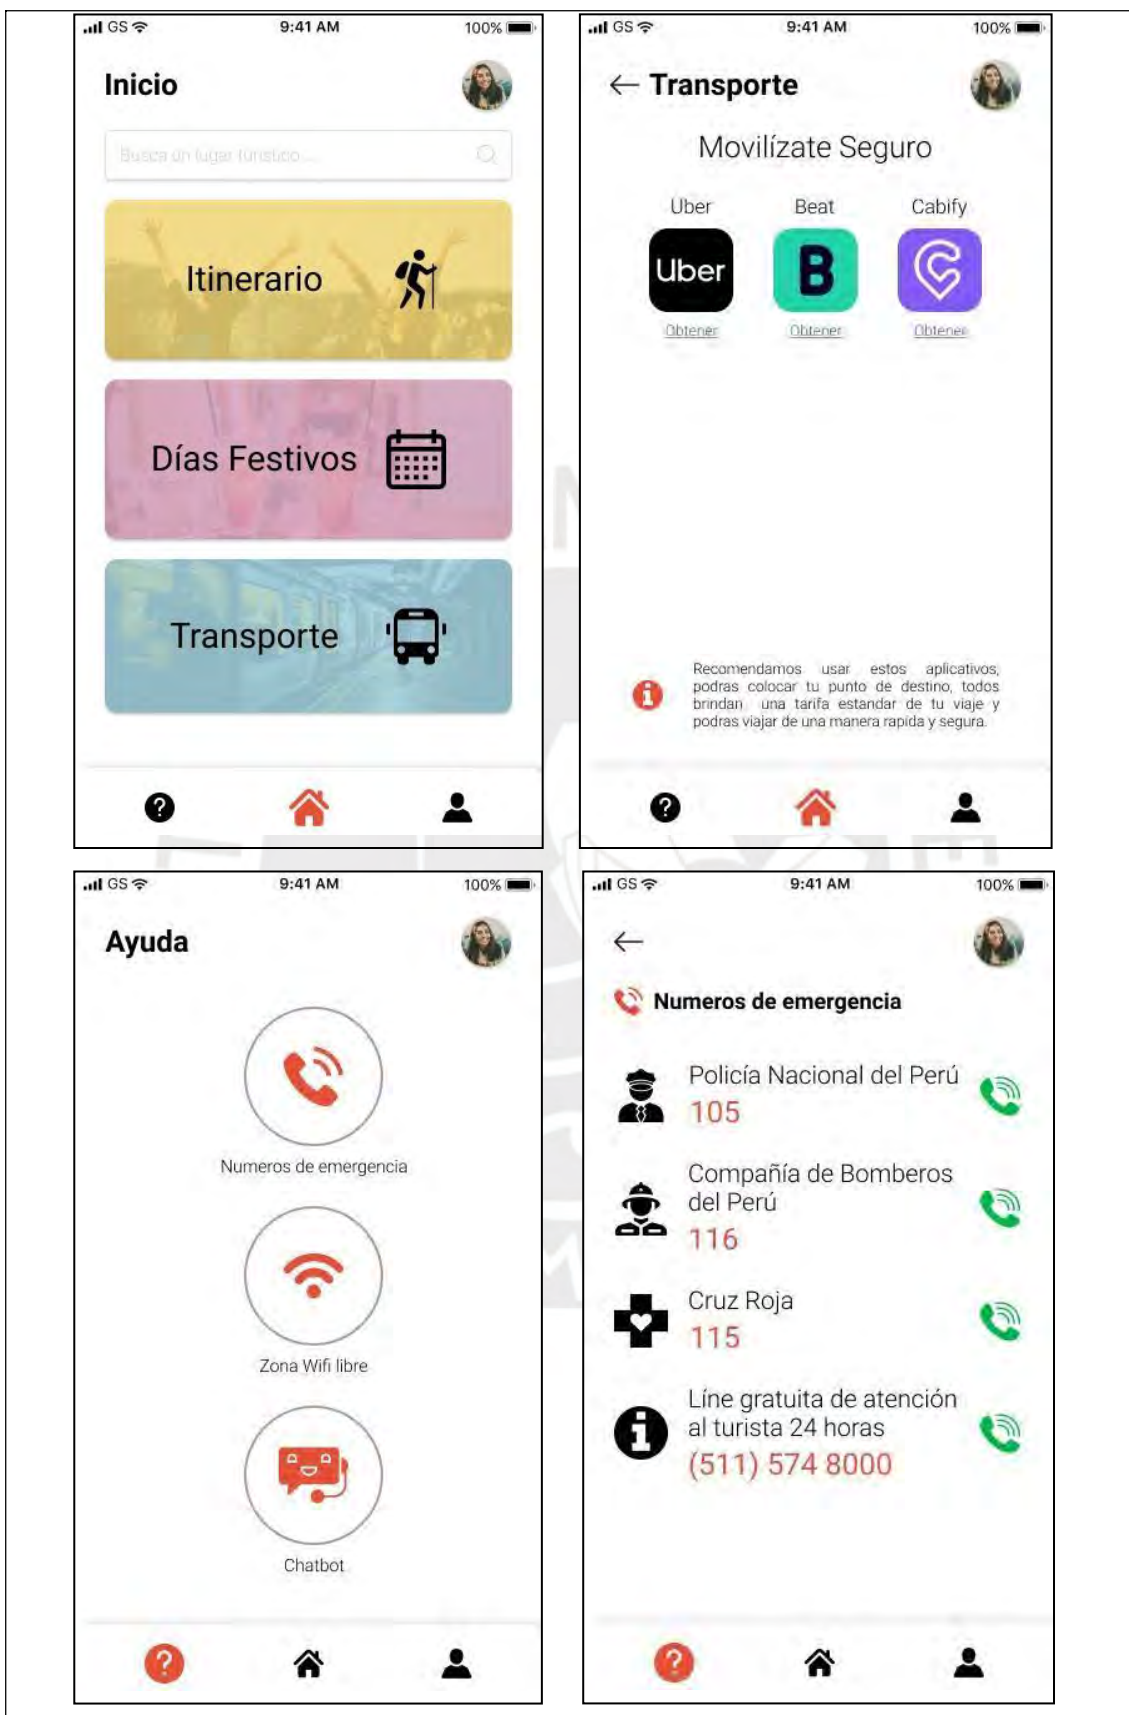 GS 9:41 AM 100%
Inicio
Busca un lugar turistico ...
Itinerario
Días Festivos
Transporte
GS 9:41 AM 100%
Transporte
Movilízate Seguro
Uber Beat Cabify
Uber B
Obtener Obtener Obtener
Recomendamos usar estos aplicativos,
podras colocar tu punto de destino, todos
brindan una tarifa estandar de tu viaje y
podras viajar de una manera rapida y segura.
GS 9:41 AM 100%
Ayuda
Numeros de emergencia
Zona Wifi libre
Chatbot
GS 9:41 AM 100%
Numeros de emergencia
Policía Nacional del Perú
105
Compañía de Bomberos
del Perú
116
Cruz Roja
115
Líne gratuita de atención
al turista 24 horas
(511) 574 8000